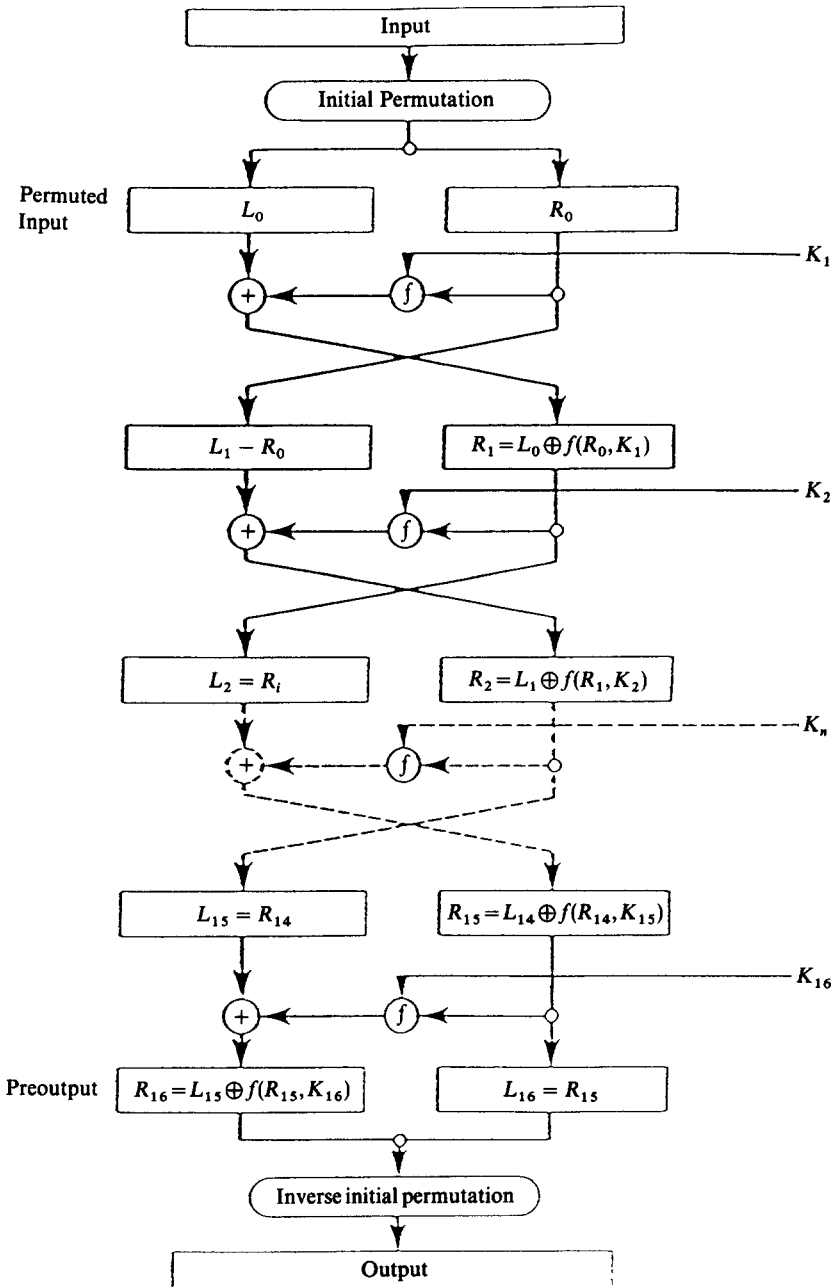 Input
Initial Permutation
Permuted
Input
L₀
R₀
K₁
+
f
L₁ − R₀
R₁ = L₀ ⊕ f(R₀, K₁)
K₂
+
f
L₂ = Rᵢ
R₂ = L₁ ⊕ f(R₁, K₂)
Kₙ
+
f
L₁₅ = R₁₄
R₁₅ = L₁₄ ⊕ f(R₁₄, K₁₅)
K₁₆
+
f
Preoutput
R₁₆ = L₁₅ ⊕ f(R₁₅, K₁₆)
L₁₆ = R₁₅
Inverse initial permutation
Output